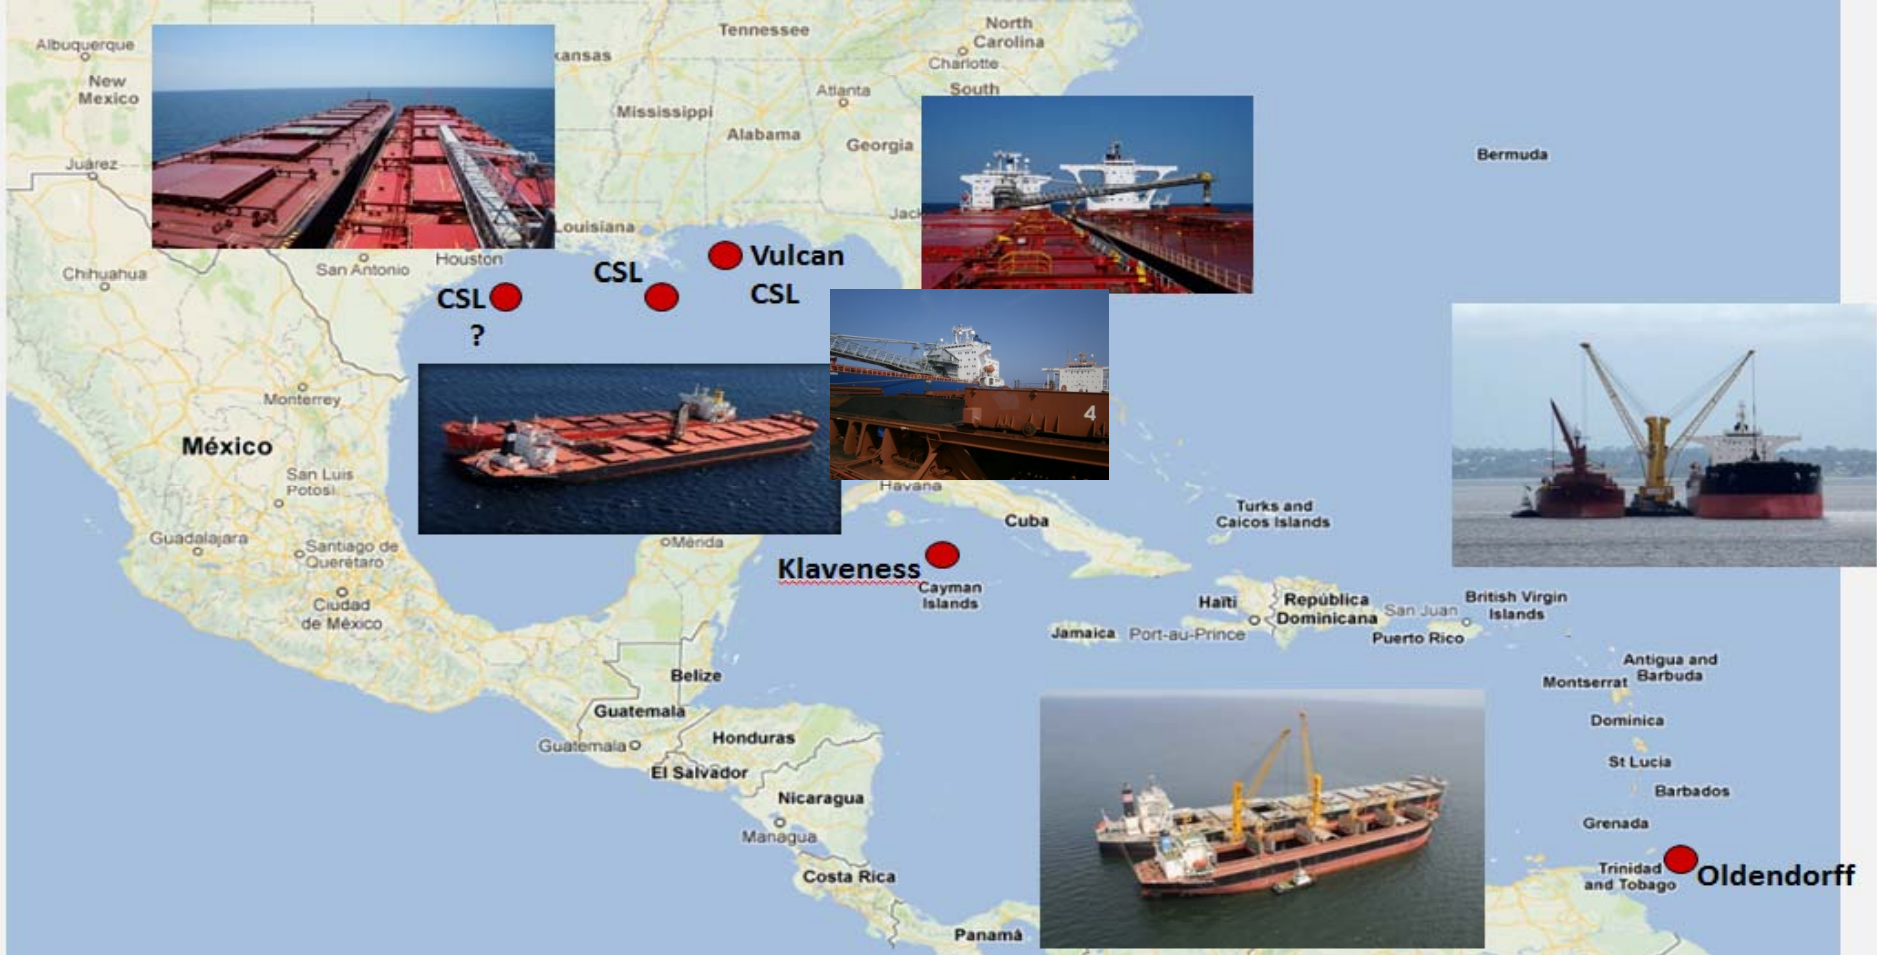 Albuquerque
New
Mexico
Juárez
kansas
Tennessee
North
Carolina
Charlotte
Atlanta
South
Mississippi
Alabama
Georgia
Bermuda
Jack
Louisiana
Houston
San Antonio
Chihuahua
CSL
?
CSL
Vulcan
CSL
Monterrey
México
San Luis
Potosí
Guadalajara
Santiago de
Querétaro
Ciudad
de México
4
Havana
Cuba
Mérida
Klaveness
Cayman
Islands
Turks and
Caicos Islands
Haïti
República
Dominicana
San Juan
British Virgin
Islands
Jamaica
Port-au-Prince
Puerto Rico
Antigua and
Barbuda
Montserrat
Dominica
St Lucia
Barbados
Grenada
Trinidad
and Tobago
Oldendorff
Belize
Guatemala
Guatemala
Honduras
El Salvador
Nicaragua
Managua
Costa Rica
Panamá